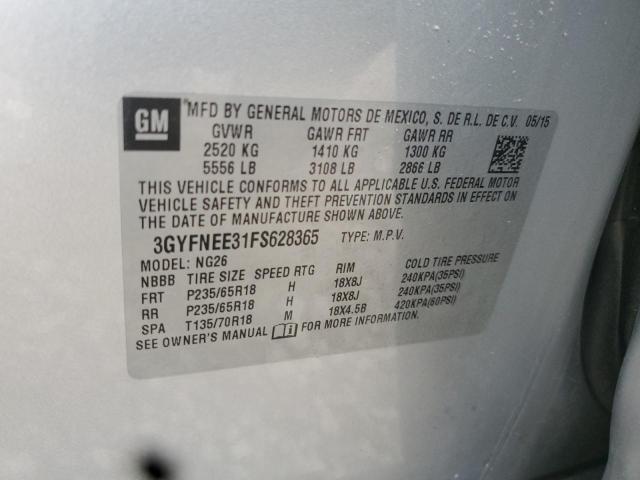 GM MFD BY GENERAL MOTORS DE MEXICO, S. DE R.L. DE C.V. 05/15
GVWR GAWR FRT GAWR RR
2520 KG 1410 KG 1300 KG
5556 LB 3108 LB 2866 LB
THIS VEHICLE CONFORMS TO ALL APPLICABLE U.S. FEDERAL MOTOR
VEHICLE SAFETY AND THEFT PREVENTION STANDARDS IN EFFECT ON
THE DATE OF MANUFACTURE SHOWN ABOVE.
3GYFNEE31FS628365 TYPE: M.P.V.
MODEL: NG26
NBBB TIRE SIZE SPEED RTG RIM COLD TIRE PRESSURE
FRT P235/65R18 H 18X8J 240KPA(35PSI)
RR P235/65R18 H 18X8J 240KPA(35PSI)
SPA T135/70R18 M 18X4.5B 420KPA(60PSI)
SEE OWNER'S MANUAL FOR MORE INFORMATION.